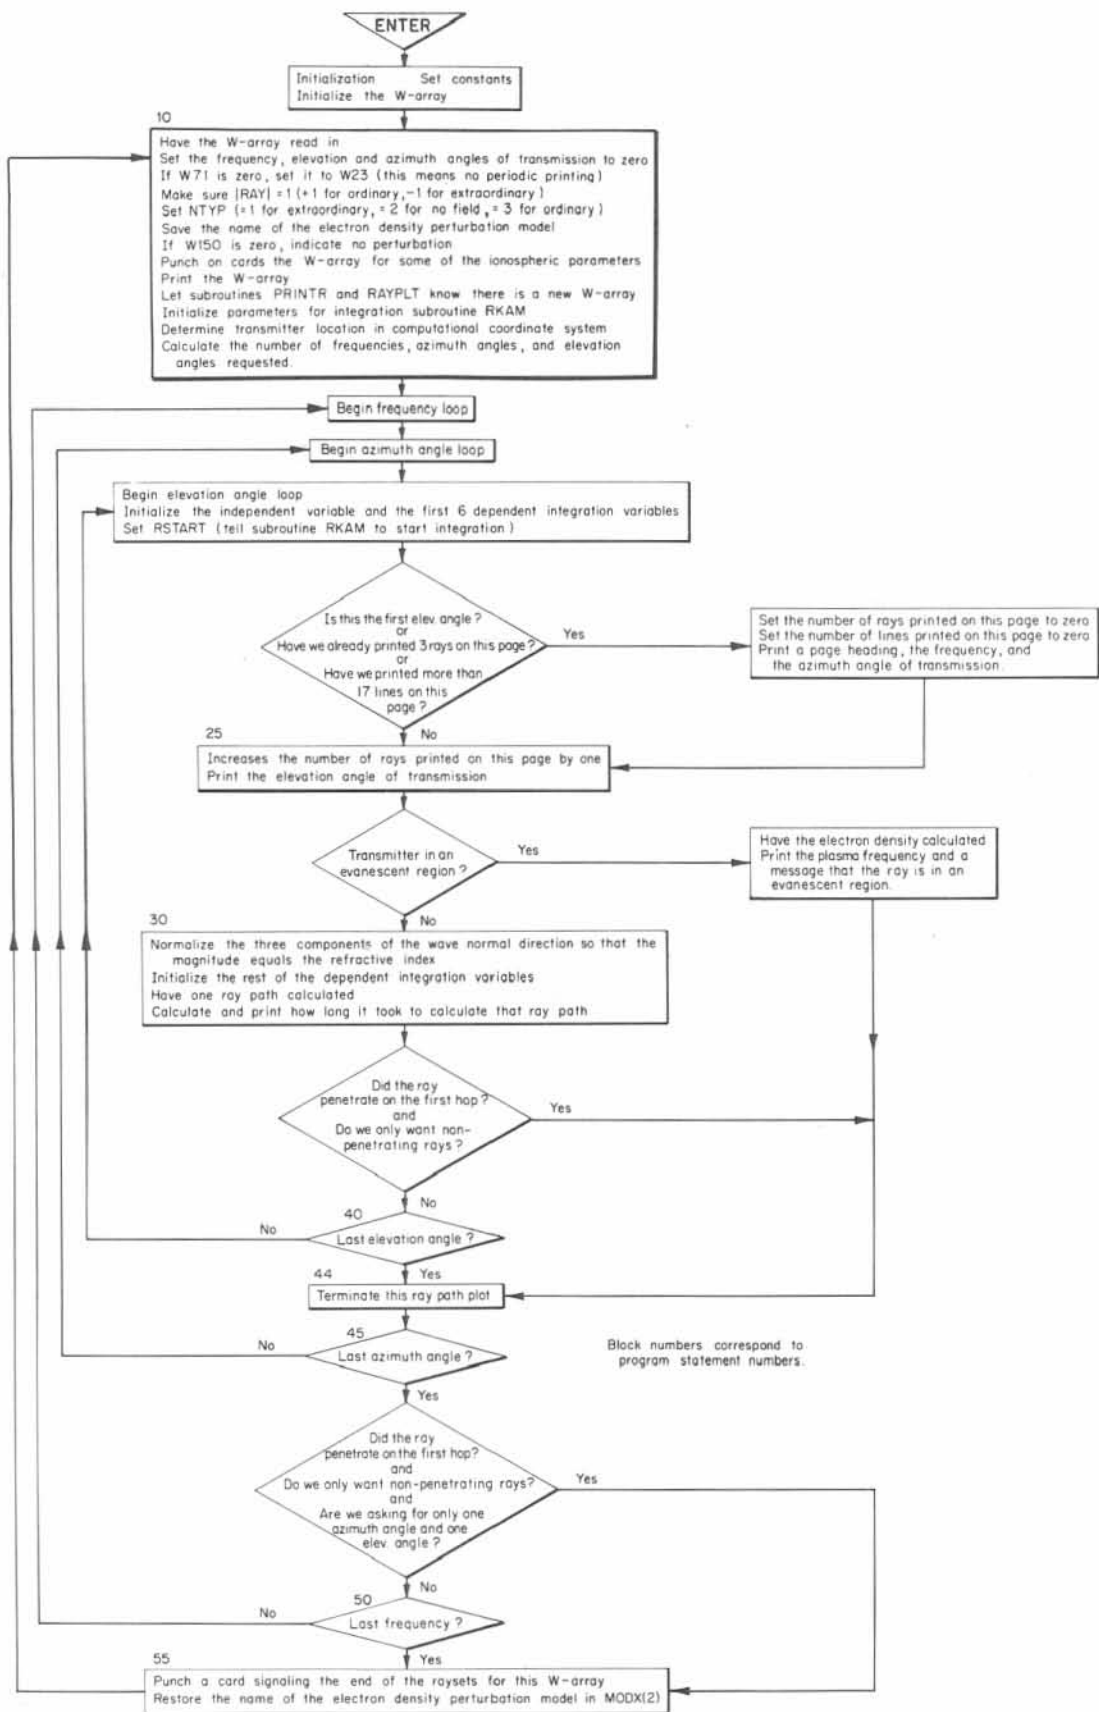 ENTER
Initialization Set constants
Initialize the W-array
10
Have the W-array read in
Set the frequency, elevation and azimuth angles of transmission to zero
If W71 is zero, set it to W23 (this means no periodic printing)
Make sure |RAY| = 1 (+1 for ordinary, -1 for extraordinary)
Set NTYP (=1 for extraordinary, = 2 for no field, = 3 for ordinary)
Save the name of the electron density perturbation model
If W150 is zero, indicate no perturbation
Punch on cards the W-array for some of the ionospheric parameters
Print the W-array
Let subroutines PRINTR and RAYPLT know there is a new W-array
Initialize parameters for integration subroutine RKAM
Determine transmitter location in computational coordinate system
Calculate the number of frequencies, azimuth angles, and elevation
angles requested.
Begin frequency loop
Begin azimuth angle loop
Begin elevation angle loop
Initialize the independent variable and the first 6 dependent integration variables
Set RSTART (tell subroutine RKAM to start integration)
Is this the first elev. angle?
or
Have we already printed 3 rays on this page?
or
Have we printed more than
17 lines on this
page?
Yes
Set the number of rays printed on this page to zero
Set the number of lines printed on this page to zero
Print a page heading, the frequency, and
the azimuth angle of transmission.
No
25
Increases the number of rays printed on this page by one
Print the elevation angle of transmission
Transmitter in an
evanescent region?
Yes
Have the electron density calculated
Print the plasma frequency and a
message that the ray is in an
evanescent region.
No
30
Normalize the three components of the wave normal direction so that the
magnitude equals the refractive index
Initialize the rest of the dependent integration variables
Have one ray path calculated
Calculate and print how long it took to calculate that ray path
Did the ray
penetrate on the first hop?
and
Do we only want non-
penetrating rays?
Yes
No
40
Last elevation angle?
No
Yes
44
Terminate this ray path plot
45
Last azimuth angle?
No
Block numbers correspond to
program statement numbers.
Yes
Did the ray
penetrate on the first hop?
and
Do we only want non-penetrating rays?
and
Are we asking for only one
azimuth angle and one
elev. angle?
Yes
No
50
Last frequency?
No
Yes
55
Punch a card signaling the end of the raysets for this W-array
Restore the name of the electron density perturbation model in MODX(2)